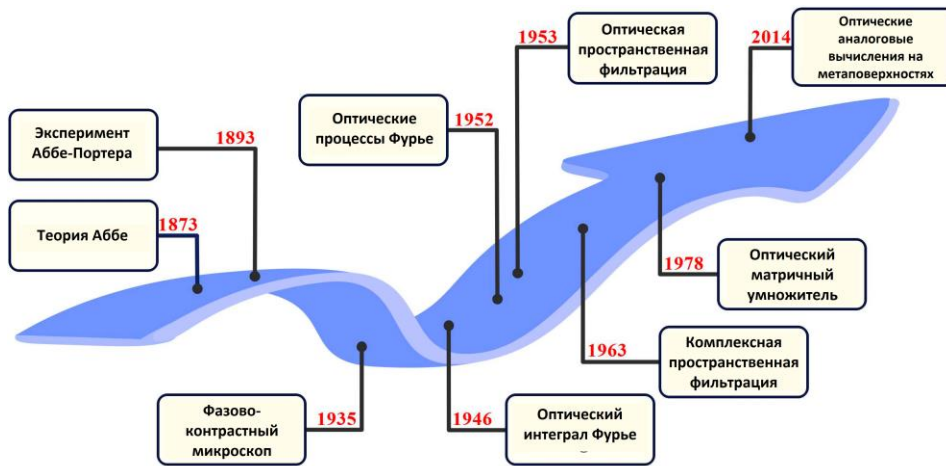 1873
Теория Аббе
1893
Эксперимент
Аббе-Портера
1935
Фазово-
контрастный
микроскоп
1946
Оптический
интеграл Фурье
1952
Оптические
процессы Фурье
1953
Оптическая
пространственная
фильтрация
1963
Комплексная
пространственная
фильтрация
1978
Оптический
матричный
умножитель
2014
Оптические
аналоговые
вычисления на
метаповерхностях